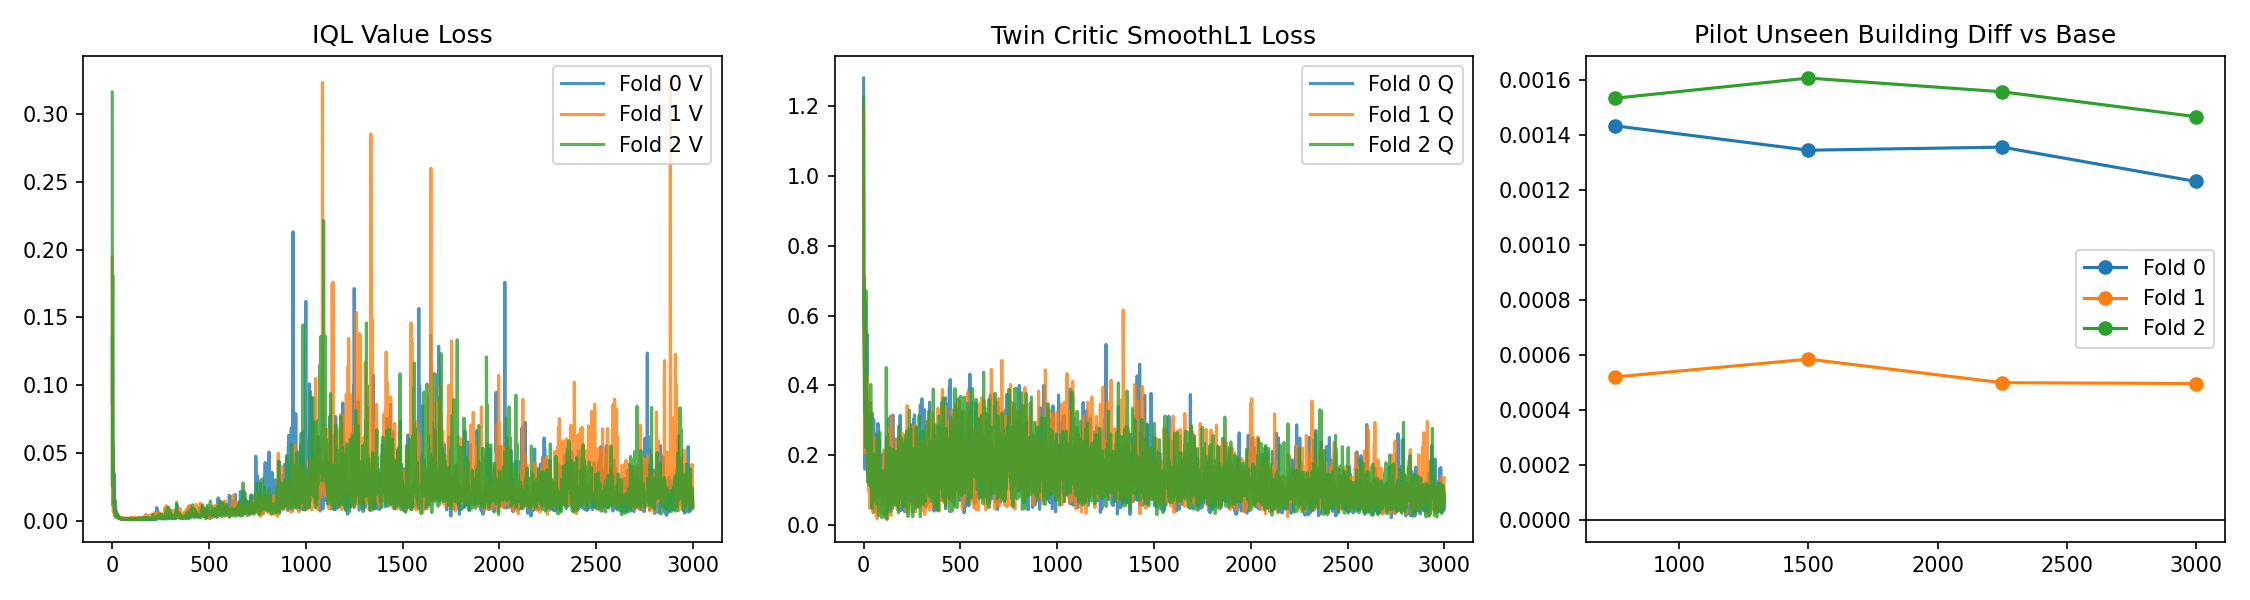 IQL Value Loss
0.30
0.25
0.20
0.15
0.10
0.05
0.00
0 500 1000 1500 2000 2500 3000
Fold 0 V
Fold 1 V
Fold 2 V
Twin Critic SmoothL1 Loss
1.2
1.0
0.8
0.6
0.4
0.2
0.0
0 500 1000 1500 2000 2500 3000
Fold 0 Q
Fold 1 Q
Fold 2 Q
Pilot Unseen Building Diff vs Base
0.0016
0.0014
0.0012
0.0010
0.0008
0.0006
0.0004
0.0002
0.0000
1000 1500 2000 2500 3000
Fold 0
Fold 1
Fold 2